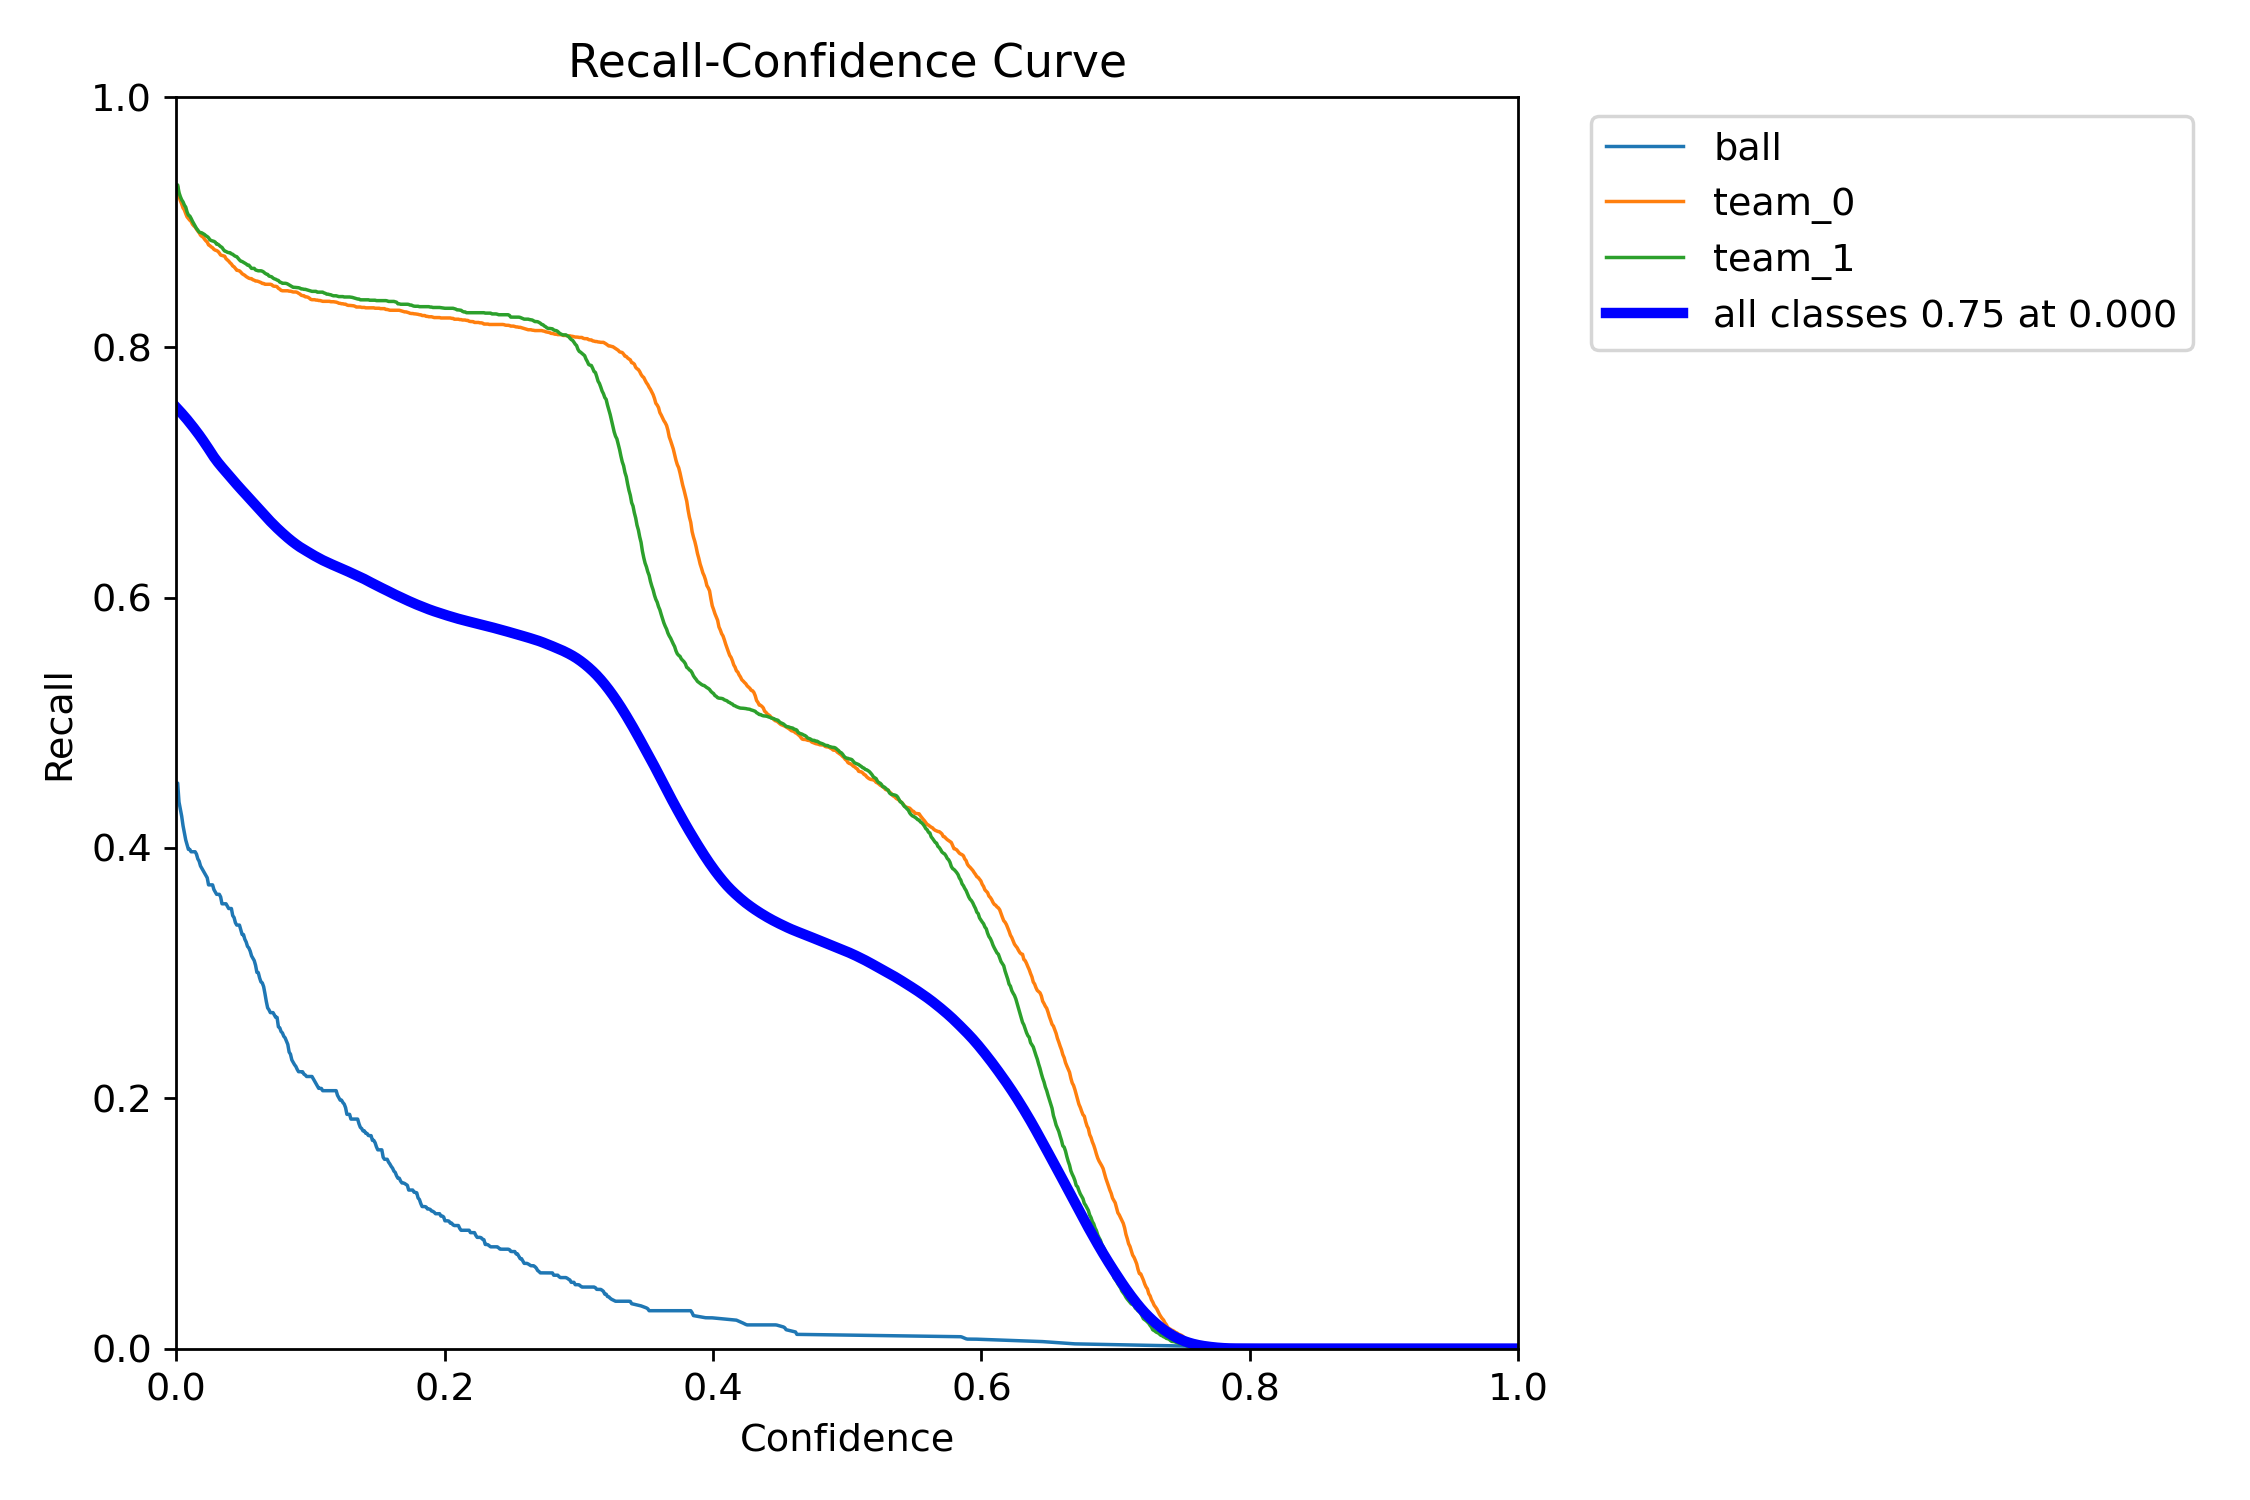 Recall-Confidence Curve
1.0
0.8
0.6
0.4
0.2
0.0
Recall
0.0 0.2 0.4 0.6 0.8 1.0
Confidence
ball
team_0
team_1
all classes 0.75 at 0.000